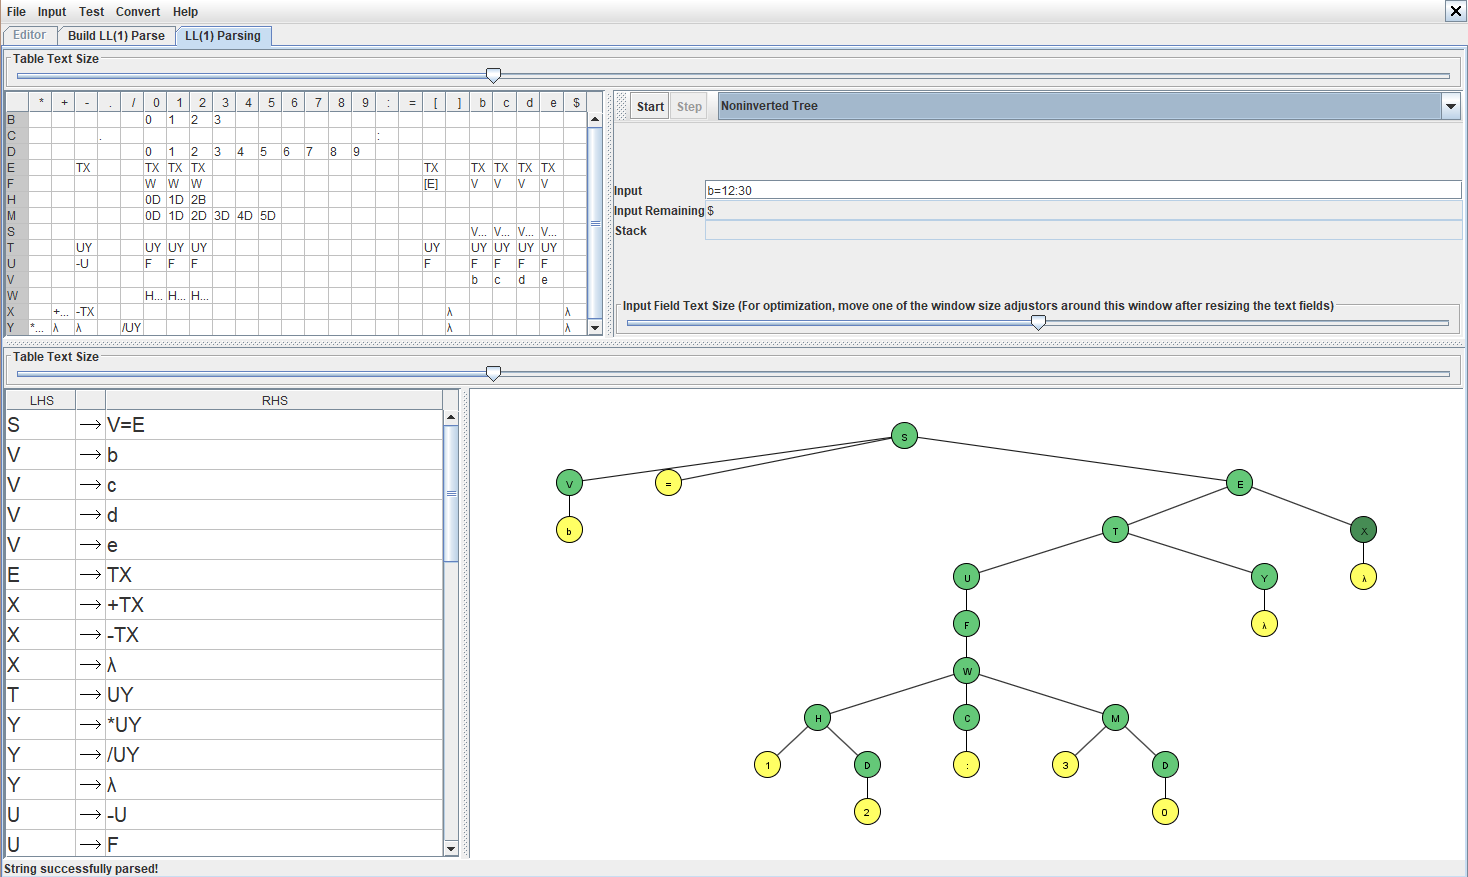 File Input Test Convert Help
Editor Build LL(1) Parse LL(1) Parsing
Table Text Size
* + - . / 0 1 2 3 4 5 6 7 8 9 : = [ ] b c d e $
B 0 1 2 3
C . :
D 0 1 2 3 4 5 6 7 8 9
E TX TX TX TX TX TX TX TX TX
F W W W [E] V V V V
H 0D 1D 2B
M 0D 1D 2D 3D 4D 5D
S V... V... V... V...
T UY UY UY UY UY UY UY UY UY
U -U F F F F F F F F
V b c d e
W H... H... H...
X +... -TX λ λ
Y *... λ λ /UY λ λ
Start Step Noninverted Tree
Input b=12:30
Input Remaining $
Stack
Input Field Text Size (For optimization, move one of the window size adjustors around this window after resizing the text fields)
Table Text Size
LHS RHS
S → V=E
V → b
V → c
V → d
V → e
E → TX
X → +TX
X → -TX
X → λ
T → UY
Y → *UY
Y → /UY
Y → λ
U → -U
U → F
S
V = E
b T X
U Y λ
F λ
W
H C M
1 D : 3 D
2 0
String successfully parsed!